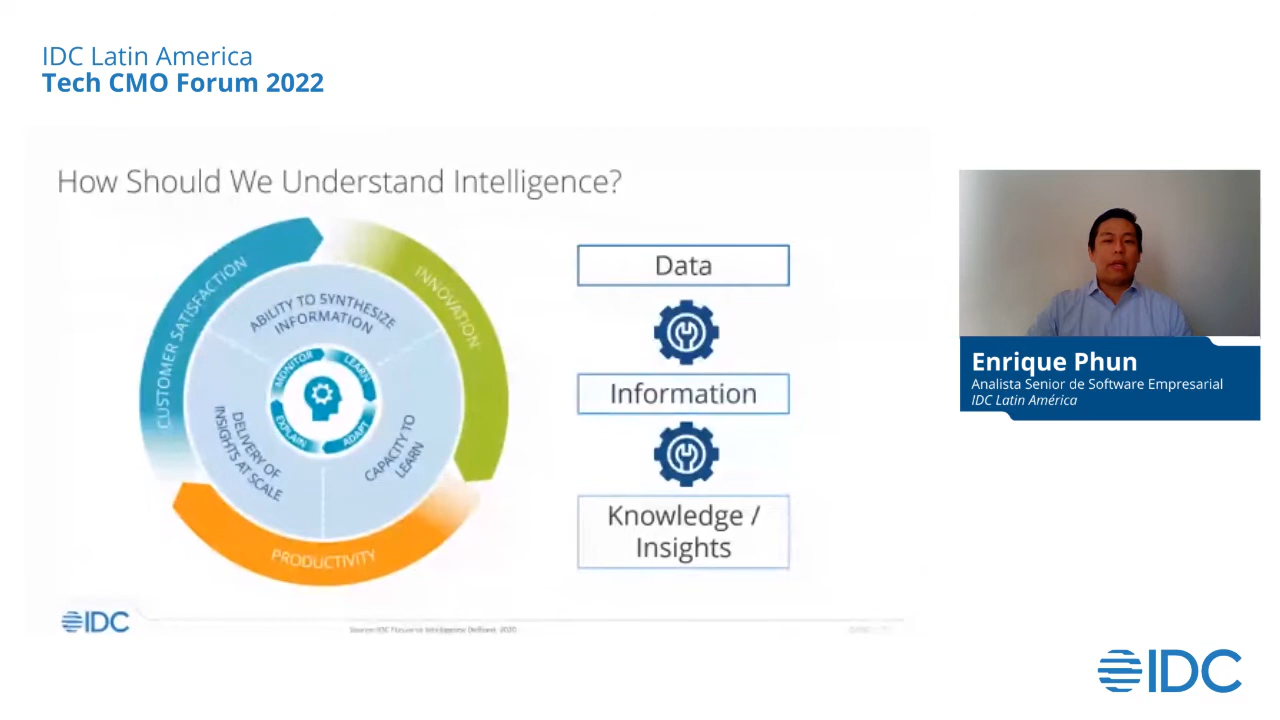 IDC Latin America
Tech CMO Forum 2022
How Should We Understand Intelligence?
CUSTOMER SATISFACTION
INNOVATION
PRODUCTIVITY
ABILITY TO SYNTHESIZE
INFORMATION
DELIVERY OF
INSIGHTS AT SCALE
CAPACITY TO
LEARN
MONITOR
LEARN
EXPLAIN
ADAPT
Data
Information
Knowledge /
Insights
IDC
Enrique Phun
Analista Senior de Software Empresarial
IDC Latin América
IDC